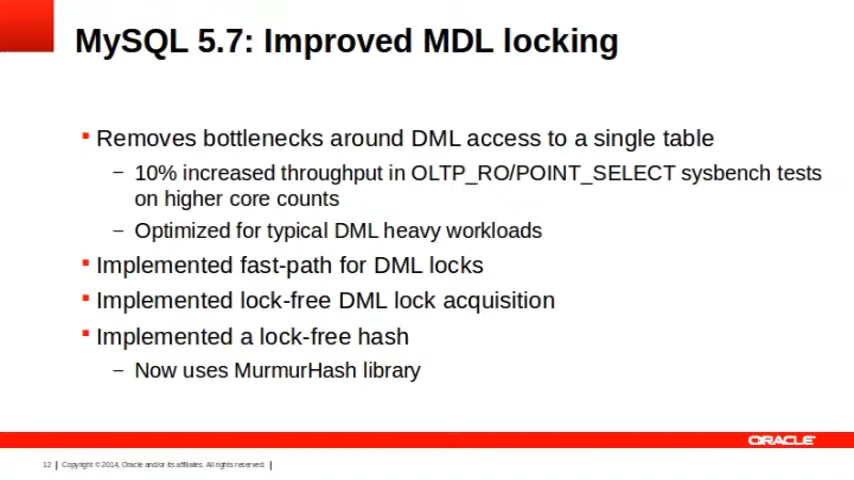 MySQL 5.7: Improved MDL locking
Removes bottlenecks around DML access to a single table
– 10% increased throughput in OLTP_RO/POINT_SELECT sysbench tests
on higher core counts
– Optimized for typical DML heavy workloads
Implemented fast-path for DML locks
Implemented lock-free DML lock acquisition
Implemented a lock-free hash
– Now uses MurmurHash library
ORACLE
12 | Copyright © 2014, Oracle and/or its affiliates. All rights reserved. |